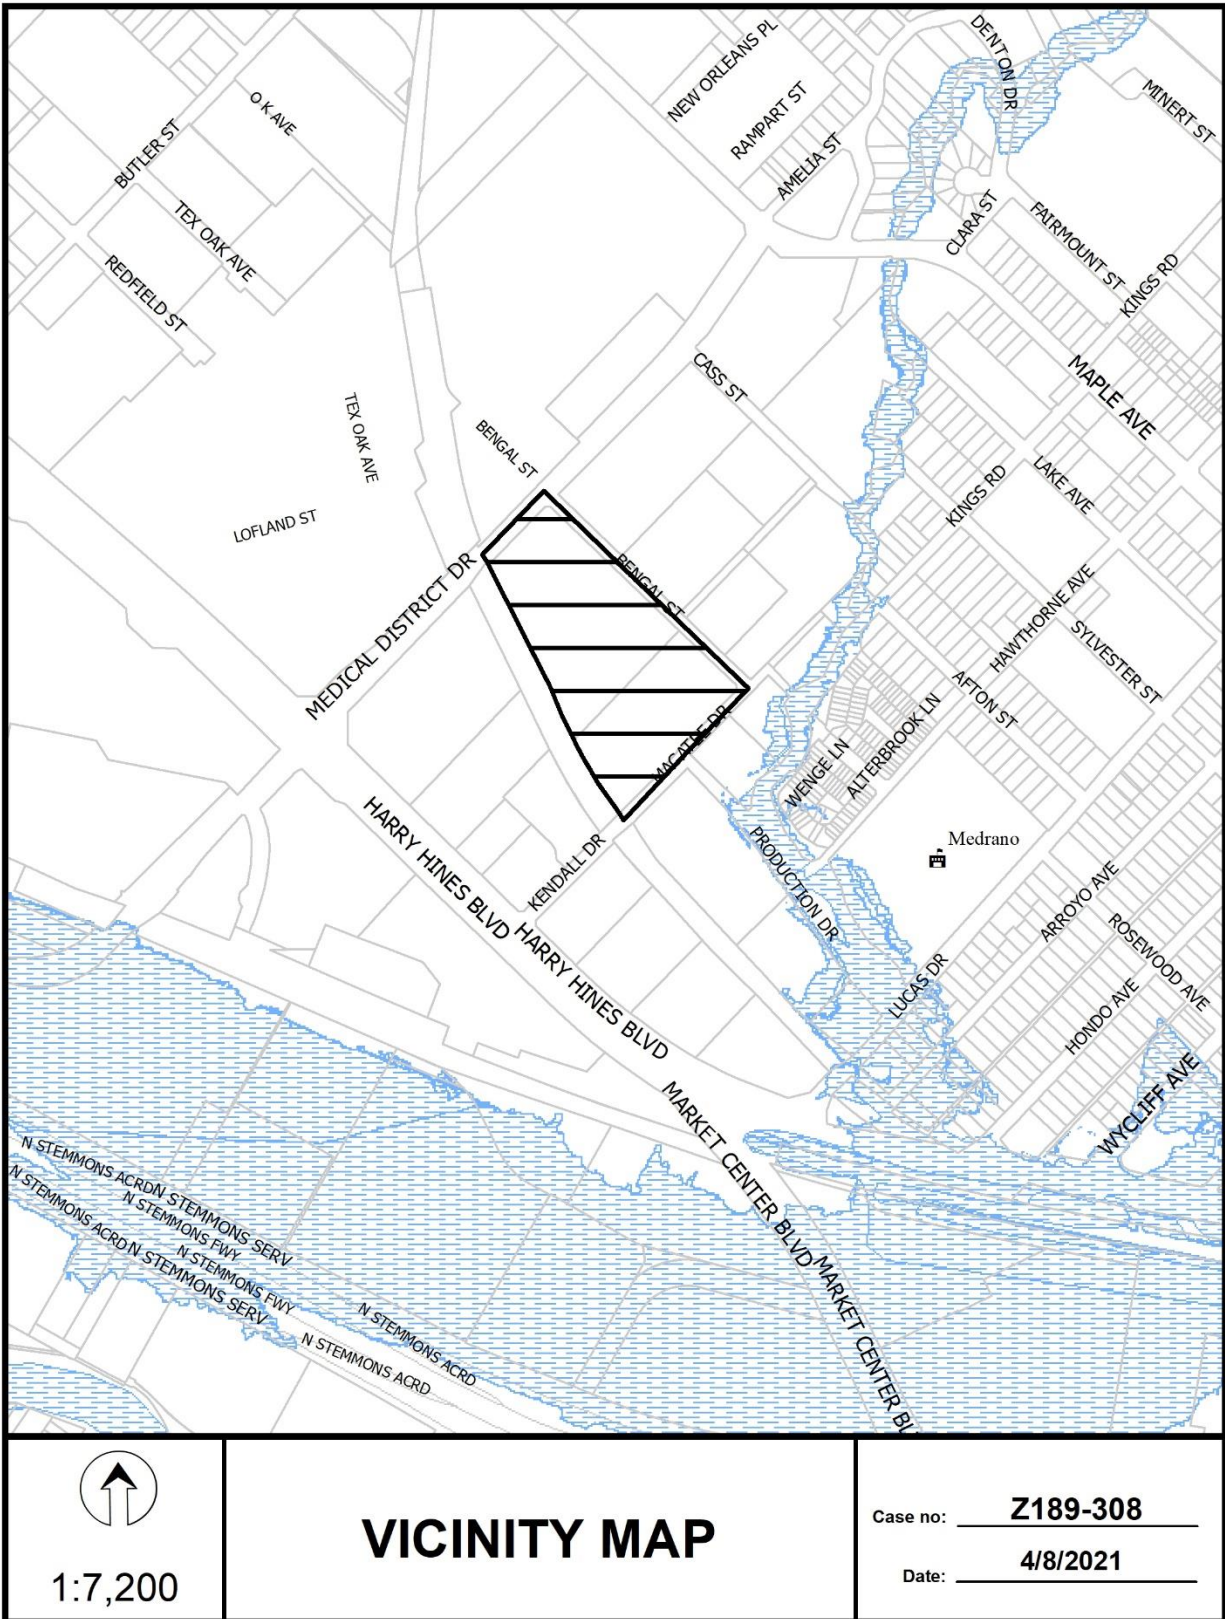 NEW ORLEANS PL
DENTON DR
MINERT ST
O K AVE
RAMPART ST
BUTLER ST
AMELIA ST
CLARA ST
FAIRMOUNT ST
TEX OAK AVE
KINGS RD
REDFIELD ST
CASS ST
MAPLE AVE
TEX OAK AVE
BENGAL ST
KINGS RD
LAKE AVE
LOFLAND ST
MEDICAL DISTRICT DR
BENGAL ST
HAWTHORNE AVE
SYLVESTER ST
AFTON ST
MACATEE DR
WENGE LN
ALTERBROOK LN
HARRY HINES BLVD
KENDALL DR
PRODUCTION DR
Medrano
ARROYO AVE
ROSEWOOD AVE
HARRY HINES BLVD
LUCAS DR
HONDO AVE
WYCLIFF AVE
MARKET CENTER BLVD
N STEMMONS ACRD
N STEMMONS SERV
N STEMMONS ACRD
N STEMMONS FWY
N STEMMONS SERV
N STEMMONS FWY
N STEMMONS ACRD
N STEMMONS ACRD
MARKET CENTER BL
1:7,200
VICINITY MAP
Case no: Z189-308
Date: 4/8/2021